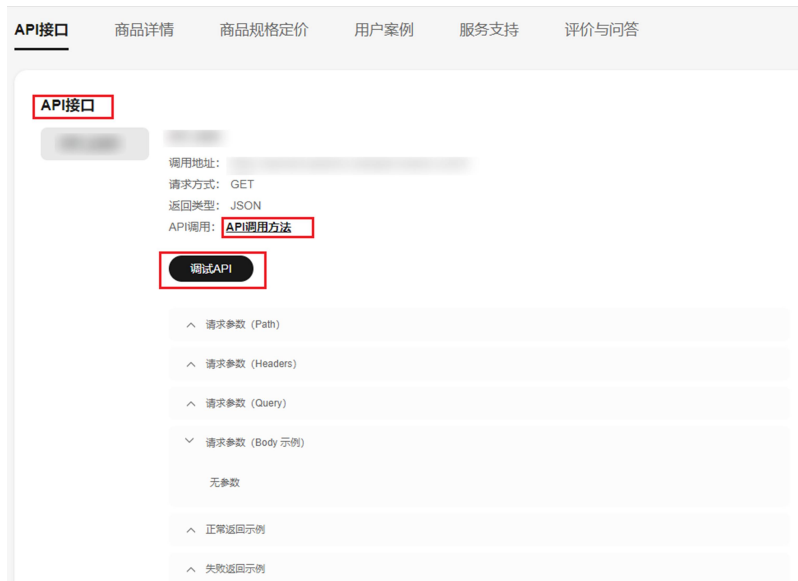 API接口 商品详情 商品规格定价 用户案例 服务支持 评价与问答
API接口
调用地址：
请求方式： GET
返回类型： JSON
API调用： API调用方法
调试API
请求参数（Path）
请求参数（Headers）
请求参数（Query）
请求参数（Body 示例）
无参数
正常返回示例
失败返回示例